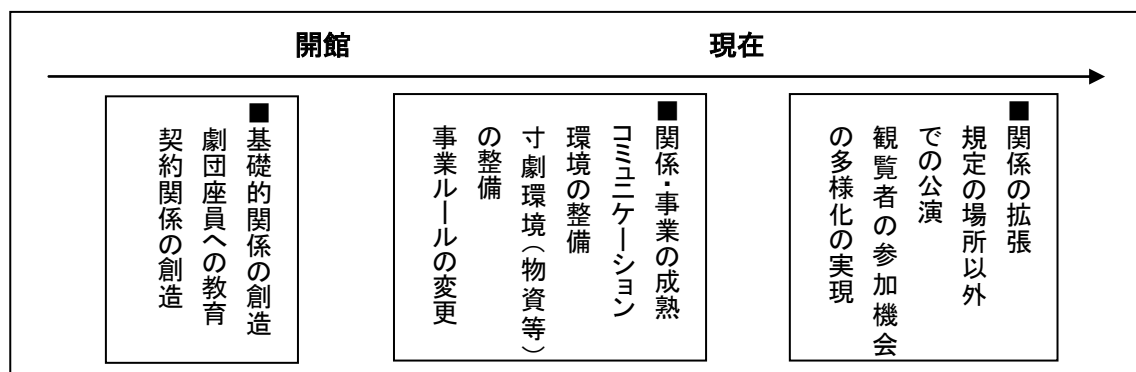 開館
現在
■基礎的関係の創造
劇団座員への教育
契約関係の創造
■関係・事業の成熟
コミュニケーション
環境の整備
寸劇環境（物資等）
の整備
事業ルールの変更
■関係の拡張
規定の場所以外
での公演
観覧者の参加機会
の多様化の実現